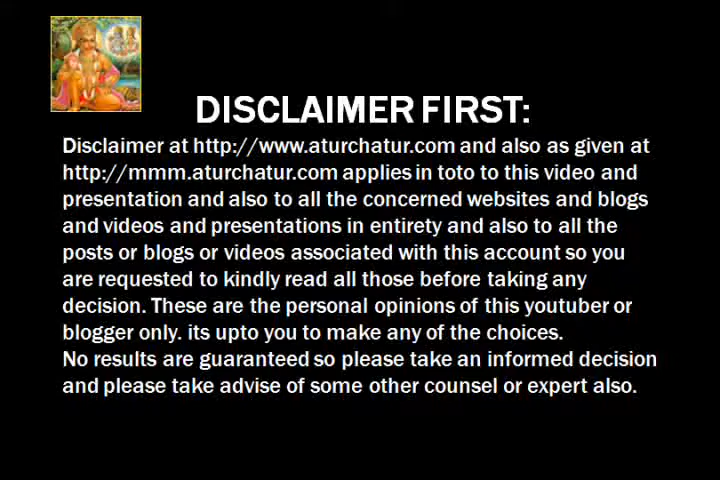 DISCLAIMER FIRST:
Disclaimer at http://www.aturchatur.com and also as given at
http://mmm.aturchatur.com applies in toto to this video and
presentation and also to all the concerned websites and blogs
and videos and presentations in entirety and also to all the
posts or blogs or videos associated with this account so you
are requested to kindly read all those before taking any
decision. These are the personal opinions of this youtuber or
blogger only. its upto you to make any of the choices.
No results are guaranteed so please take an informed decision
and please take advise of some other counsel or expert also.